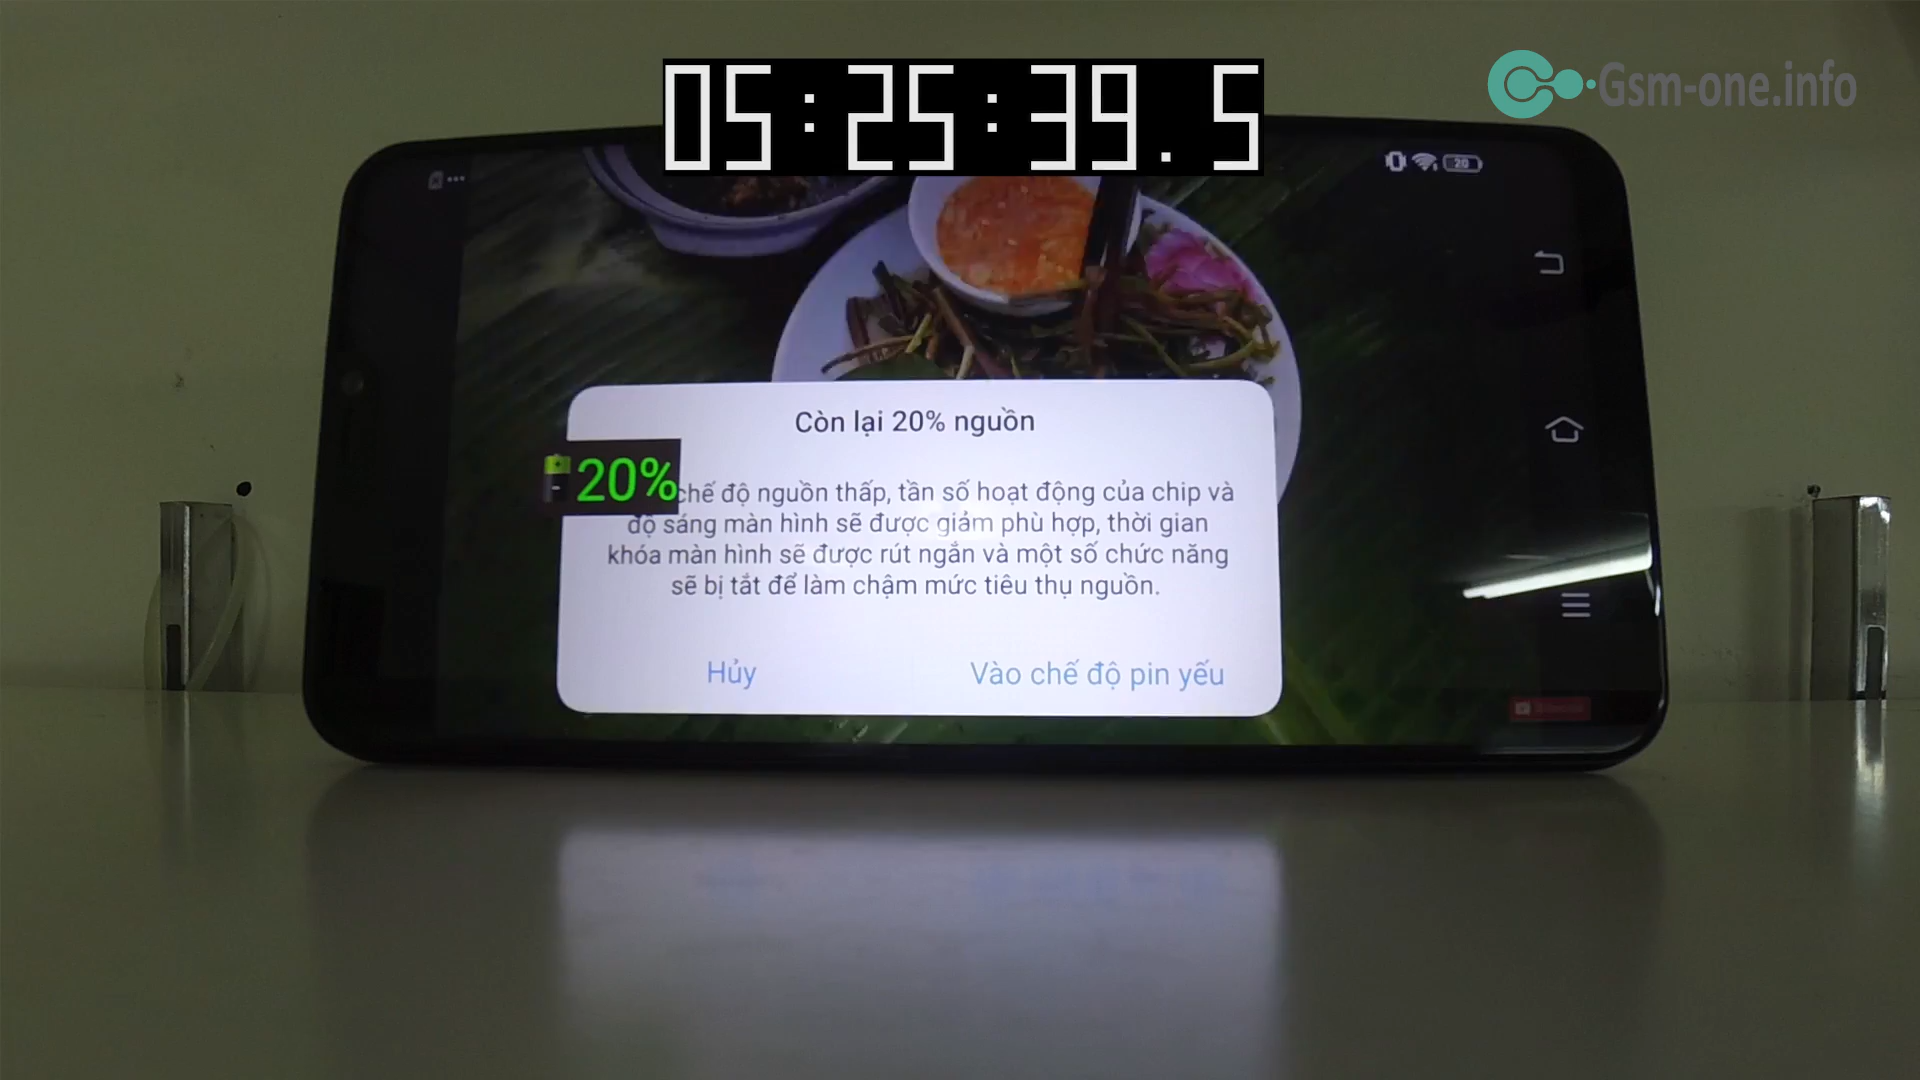 05:25:39.5
Gsm-one.info
20
Còn lại 20% nguồn
20%
chế độ nguồn thấp, tần số hoạt động của chip và
độ sáng màn hình sẽ được giảm phù hợp, thời gian
khóa màn hình sẽ được rút ngắn và một số chức năng
sẽ bị tắt để làm chậm mức tiêu thụ nguồn.
Hủy
Vào chế độ pin yếu